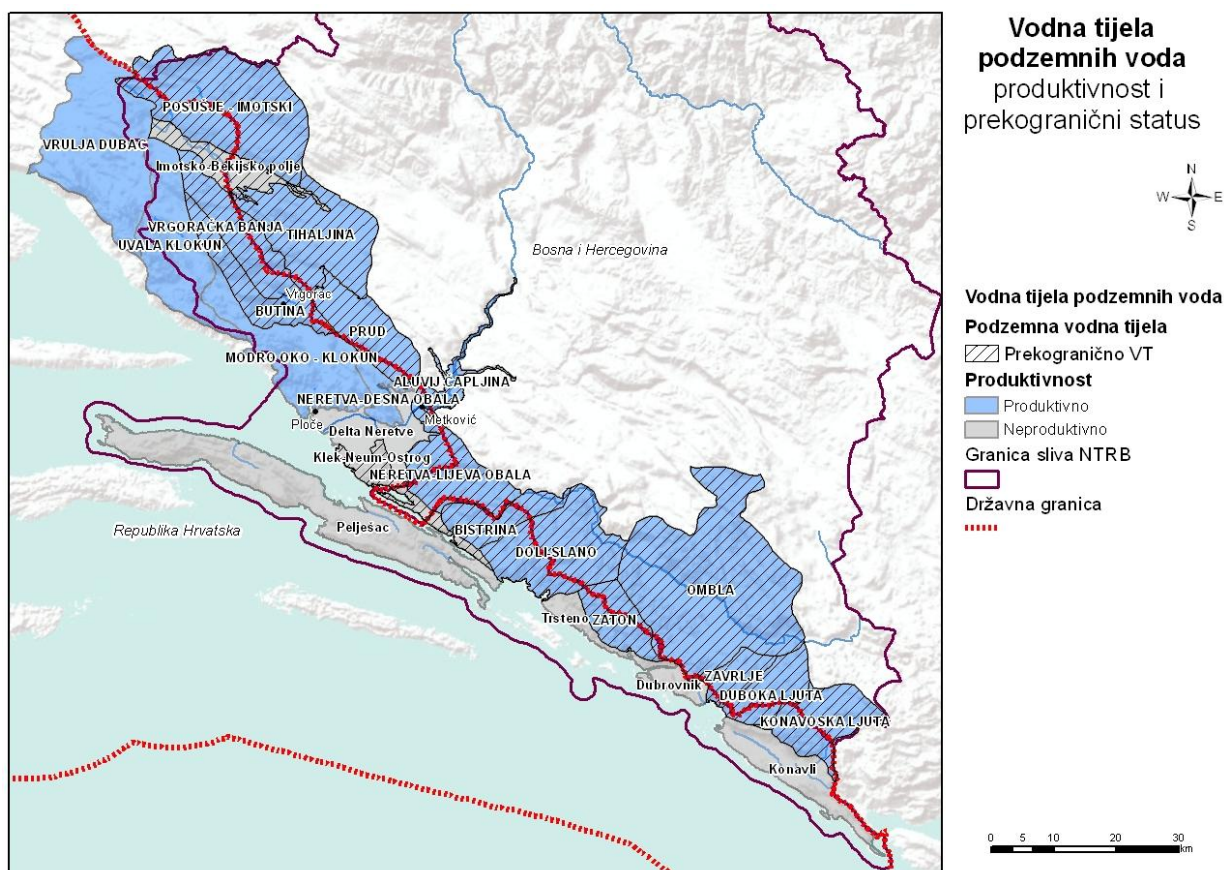 Vodna tijela
podzemnih voda
produktivnost i
prekogranični status
N
W
E
S
Vodna tijela podzemnih voda
Podzemna vodna tijela
Prekogranično VT
Produktivnost
Produktivno
Neproduktivno
Granica sliva NTRB
Državna granica
0 5 10 20 30
km
POSUŠJE - IMOTSKI
VRULJA DUBAC
Imotsko-Bekijsko polje
VRGORAČKA BANJA
TIHALJINA
UVALA KLOKUN
Bosna i Hercegovina
Vrgorac
BUTINA
PRUD
MODRO OKO - KLOKUN
ALUVIJ ČAPLJINA
NERETVA-DESNA OBALA
Ploče
Metković
Delta Neretve
Klek-Neum-Ostrog
NERETVA-LIJEVA OBALA
Republika Hrvatska
Pelješac
BISTRINA
DOLI-SLANO
OMBLA
Trsteno
ZATON
Dubrovnik
ZAVRLJE
DUBOKA LJUTA
KONAVOSKA LJUTA
Konavli